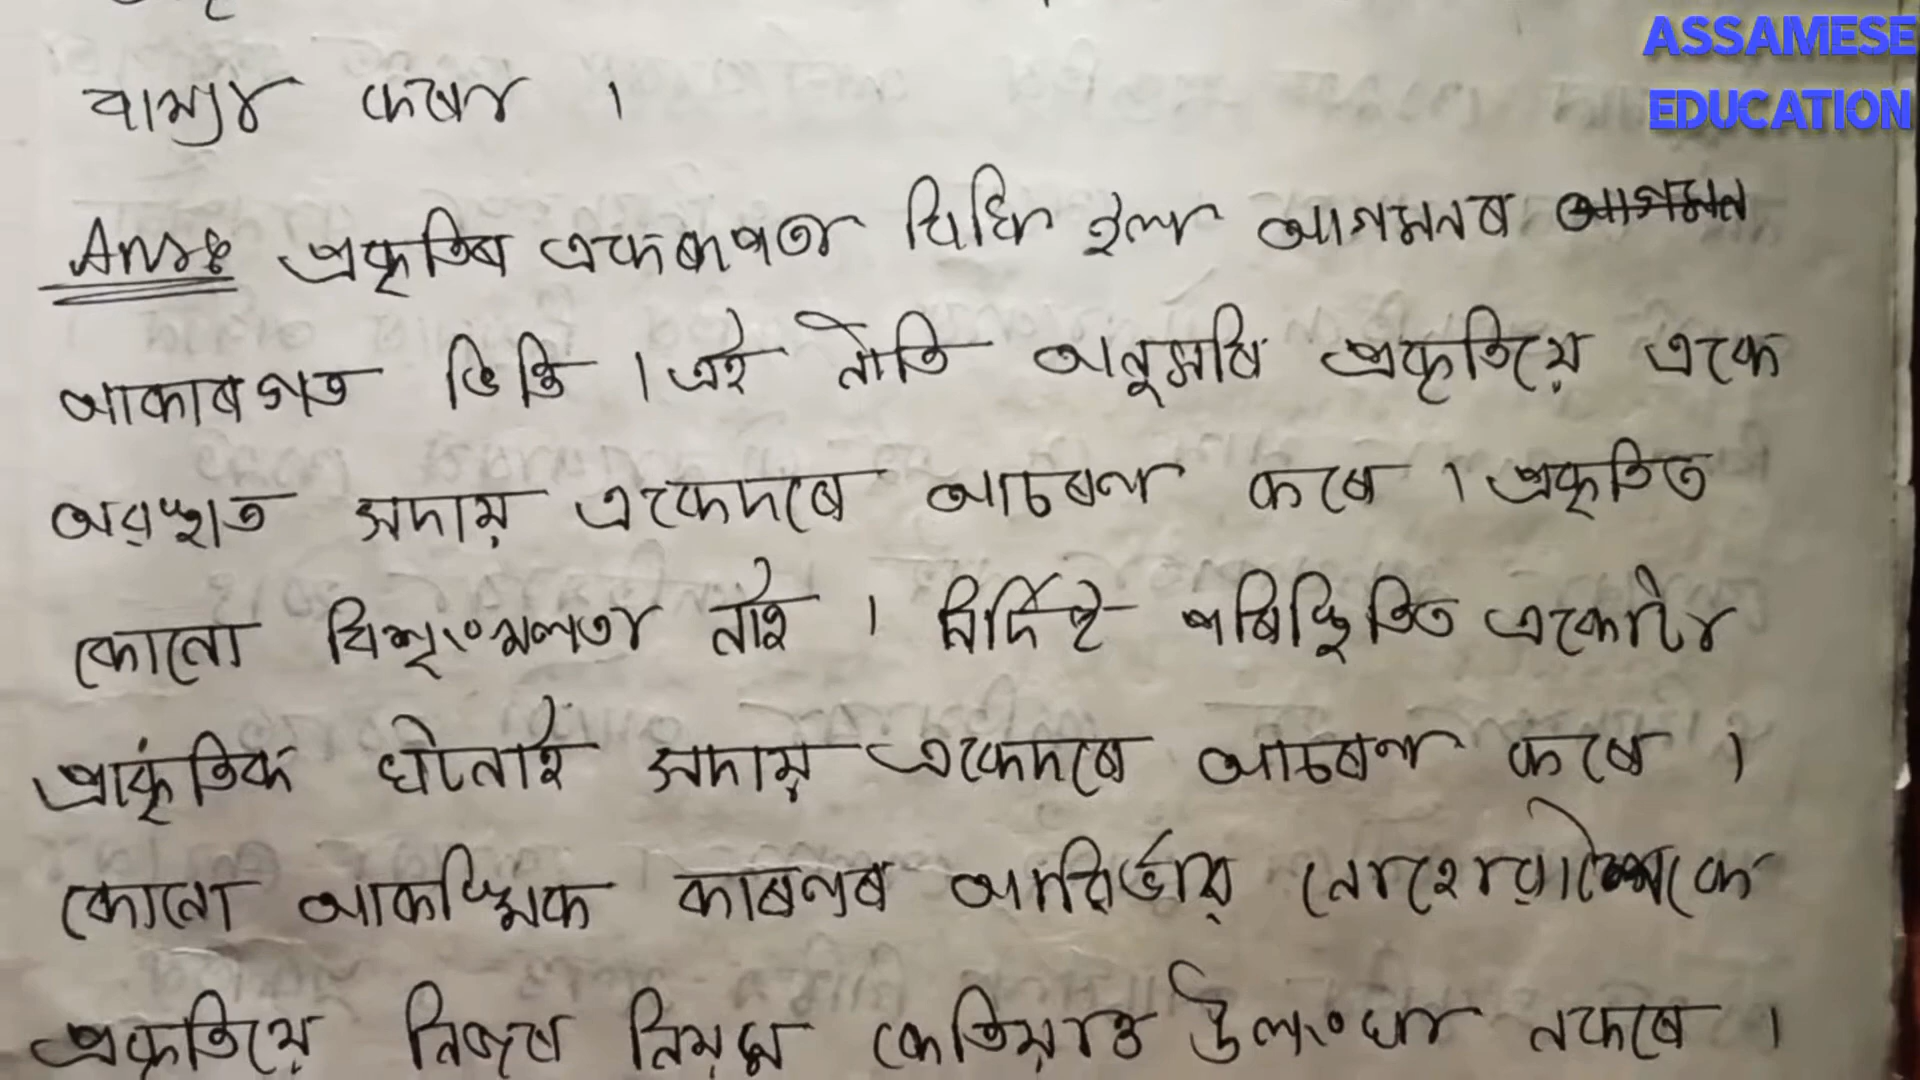 ASSAMESE
EDUCATION
ব্যাখ্যা কৰা ।
Ans: প্ৰকৃতিৰ একৰূপতা বিধি হ'ল আগমনৰ আগমন
আকাৰগত ভিত্তি । এই নীতি অনুসৰি প্ৰকৃতিয়ে একে
অৱস্থাত সদায় একেদৰে আচৰণ কৰে । প্ৰকৃতিত
কোনো বিশৃংখলতা নাই । নিৰ্দিষ্ট পৰিস্থিতিত একোটা
প্ৰাকৃতিক ঘটনাই সদায় একেদৰে আচৰণ কৰে ।
কোনো আকস্মিক কাৰণৰ আবিৰ্ভাৱ নোহোৱালৈকে
প্ৰকৃতিয়ে নিজৰ নিয়ম কেতিয়াও উলংঘা নকৰে ।